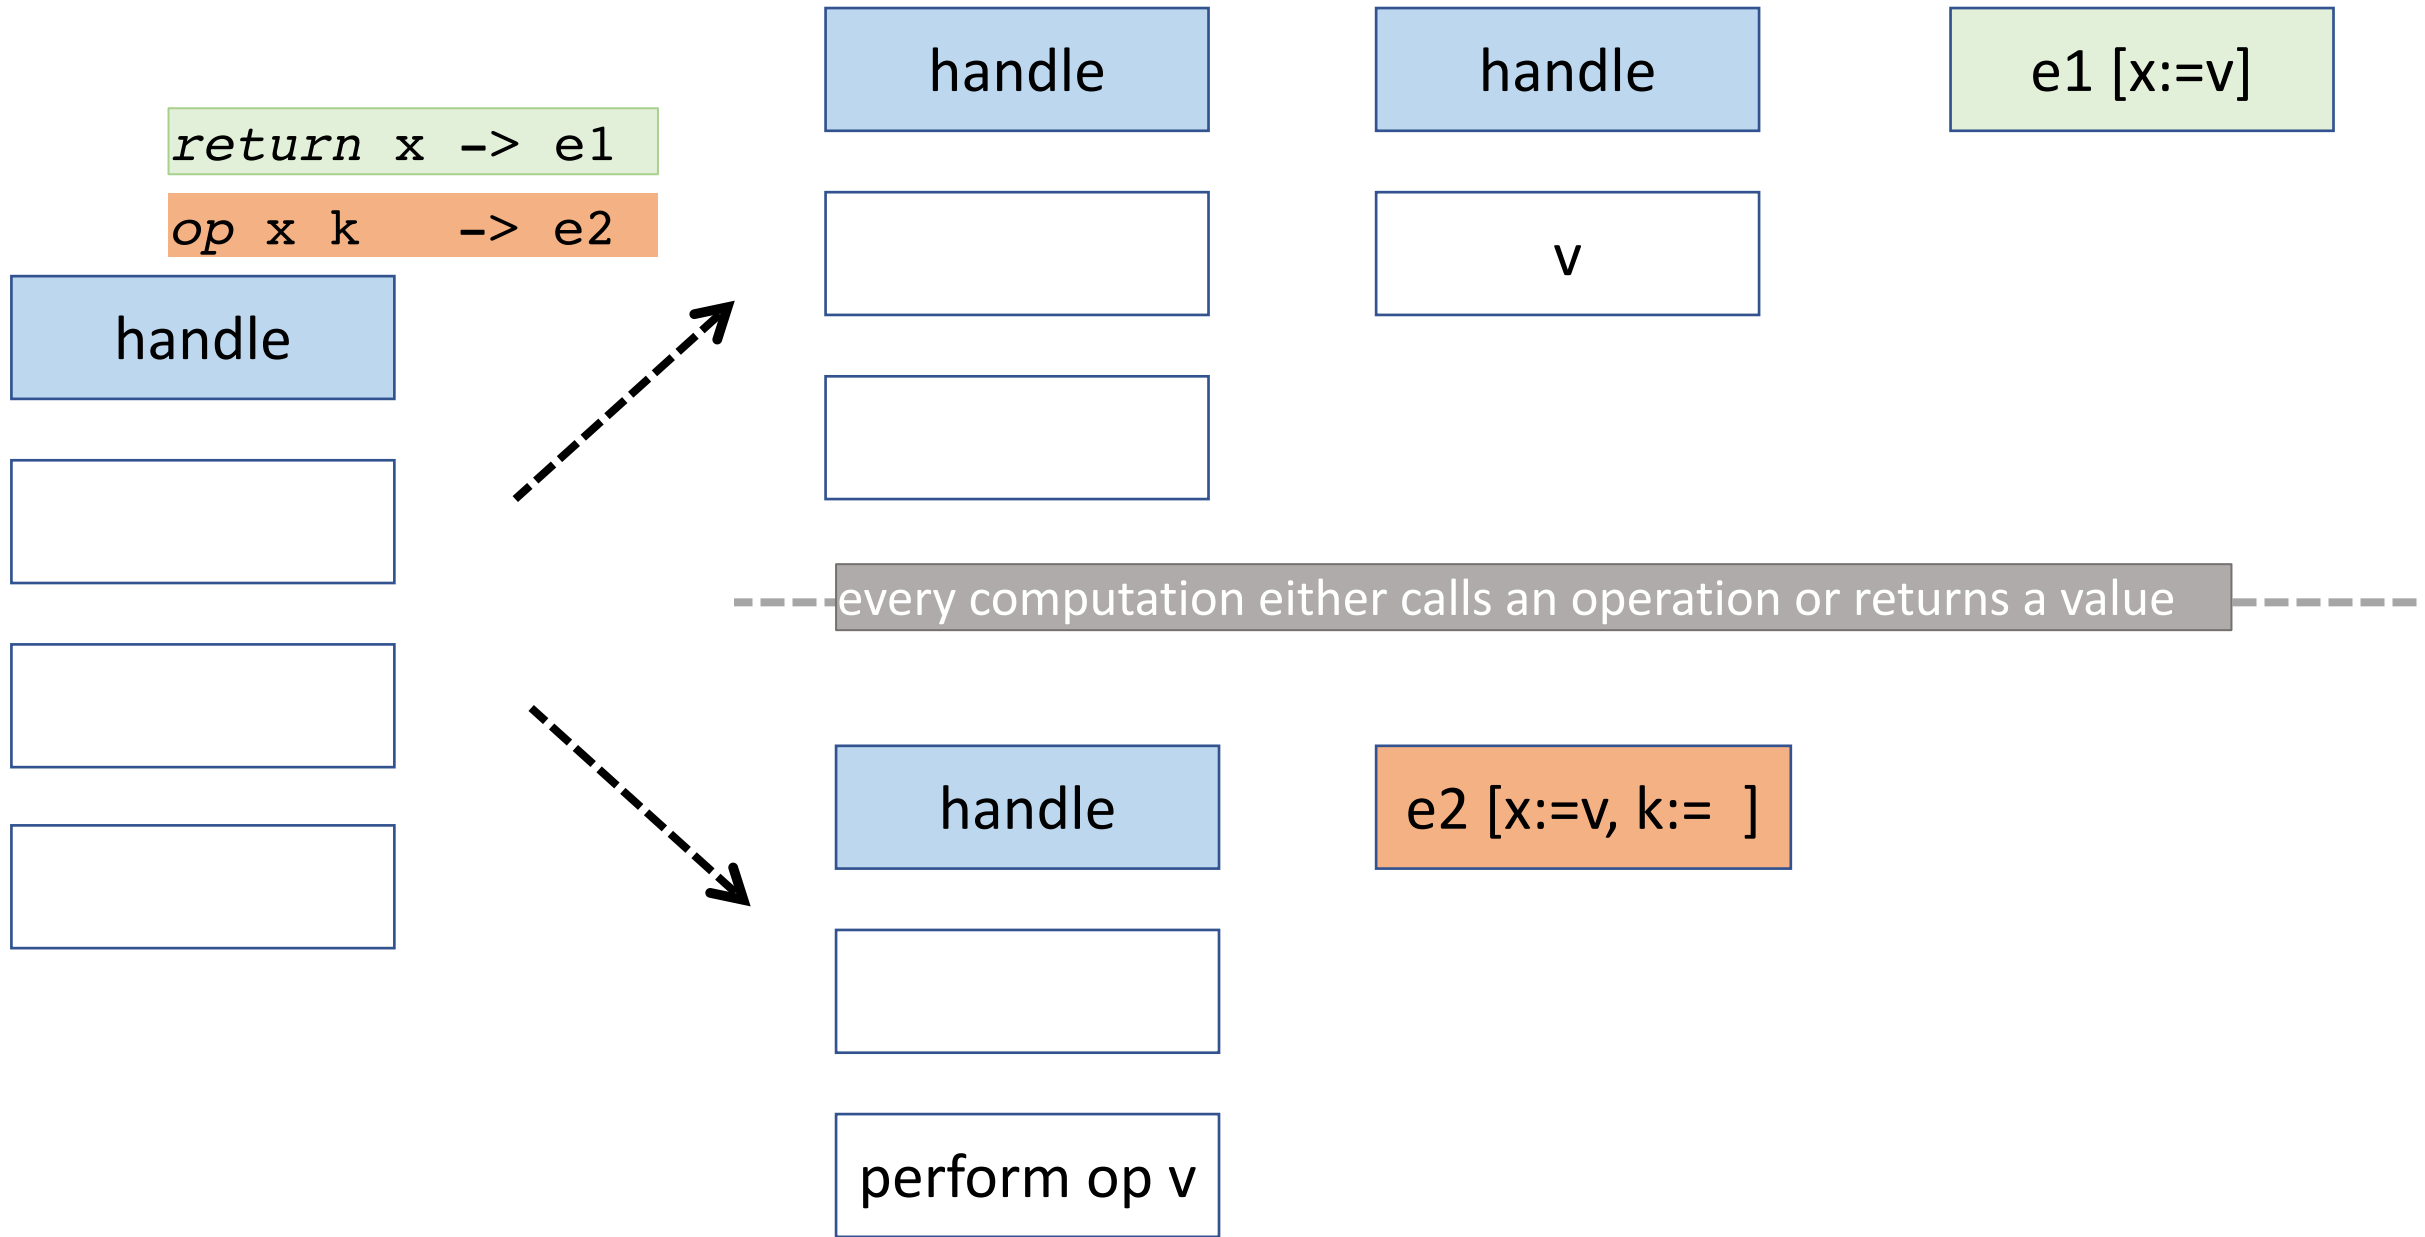 handle
handle
e1 [x:=v]
return x -> e1
op x k -> e2
handle
v
every computation either calls an operation or returns a value
handle
e2 [x:=v, k:= ]
perform op v